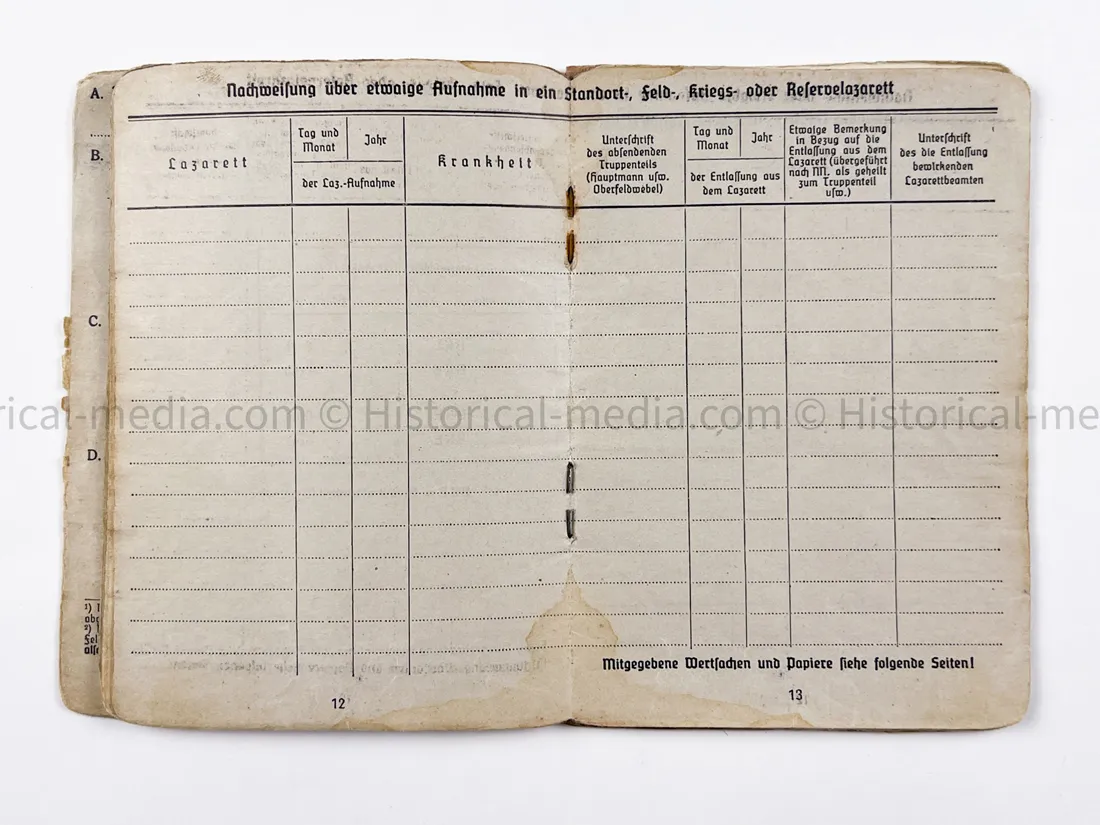 Nachweisung über etwaige Aufnahme in ein Standort-, Feld-, Kriegs- oder Reservelazarett
Lazarett
Tag und
Monat
Jahr
der Laz.-Aufnahme
Krankheit
Unterschrift
des absendenden
Truppenteils
(Hauptmann usw.
Oberfeldwebel)
Tag und
Monat
Jahr
der Entlassung aus
dem Lazarett
Etwaige Bemerkung
in Bezug auf die
Entlassung aus dem
Lazarett (übergeführt
nach NN. als geheilt
zum Truppenteil
usw.)
Unterschrift
des die Entlassung
bewirkenden
Lazarettbeamten
A.
B.
C.
D.
1)
2)
Mitgegebene Wertsachen und Papiere siehe folgende Seiten!
12
13
rical-media.com © Historical-media.com © Historical-me